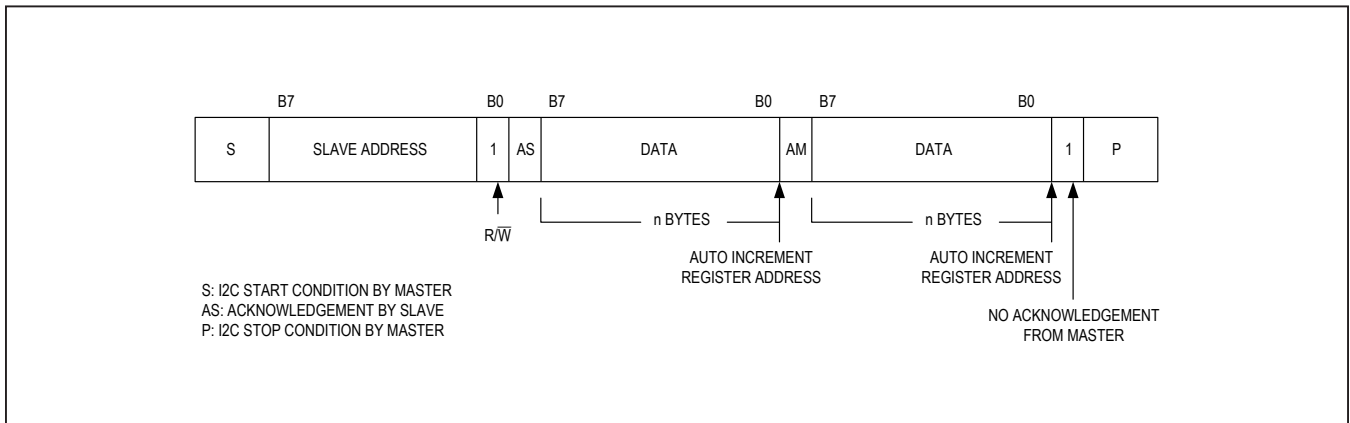 B7 B0 B7 B0 B7 B0
S SLAVE ADDRESS 1 AS DATA AM DATA 1 P
n BYTES n BYTES
R/W̅
AUTO INCREMENT
REGISTER ADDRESS
AUTO INCREMENT
REGISTER ADDRESS
NO ACKNOWLEDGEMENT
FROM MASTER
S: I2C START CONDITION BY MASTER
AS: ACKNOWLEDGEMENT BY SLAVE
P: I2C STOP CONDITION BY MASTER